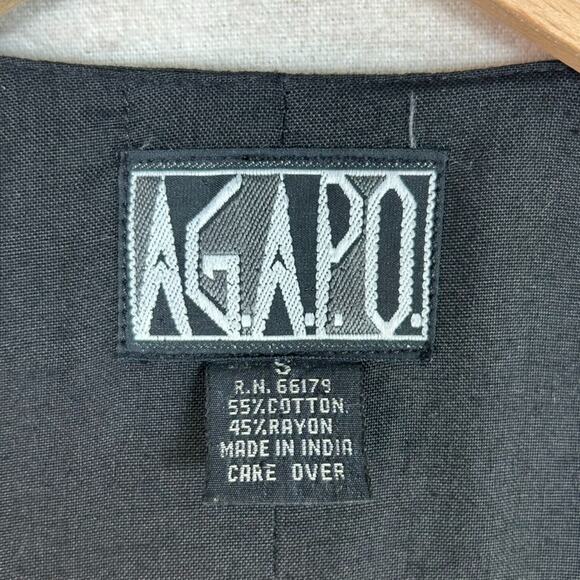 A.G.A.P.O.
S
R.N. 66179
55% COTTON
45% RAYON
MADE IN INDIA
CARE OVER